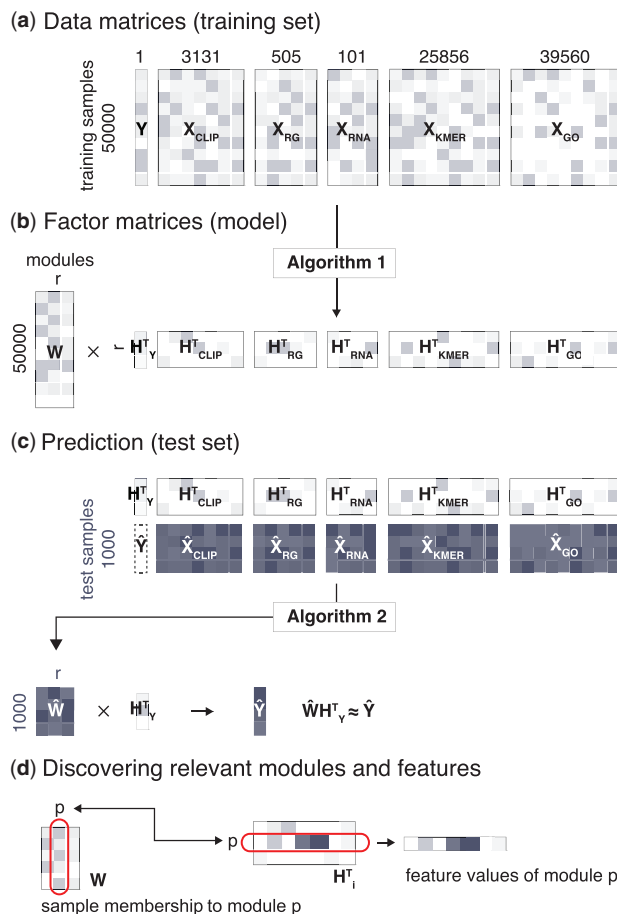 (a) Data matrices (training set)
1 3131 505 101 25856 39560
training samples
50000
Y X_CLIP X_RG X_RNA X_KMER X_GO
(b) Factor matrices (model)
Algorithm 1
modules
r
50000
W × r H^T_Y H^T_CLIP H^T_RG H^T_RNA H^T_KMER H^T_GO
(c) Prediction (test set)
H^T_Y H^T_CLIP H^T_RG H^T_RNA H^T_KMER H^T_GO
test samples
1000
Ŷ X̂_CLIP X̂_RG X̂_RNA X̂_KMER X̂_GO
Algorithm 2
r
1000
Ŵ × H^T_Y Ŷ ŴH^T_Y ≈ Ŷ
(d) Discovering relevant modules and features
p
p
W H^T_i
feature values of module p
sample membership to module p